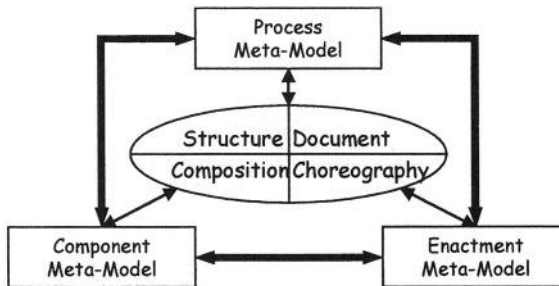 Process
Meta-Model
Structure Document
Composition Choreography
Component
Meta-Model
Enactment
Meta-Model